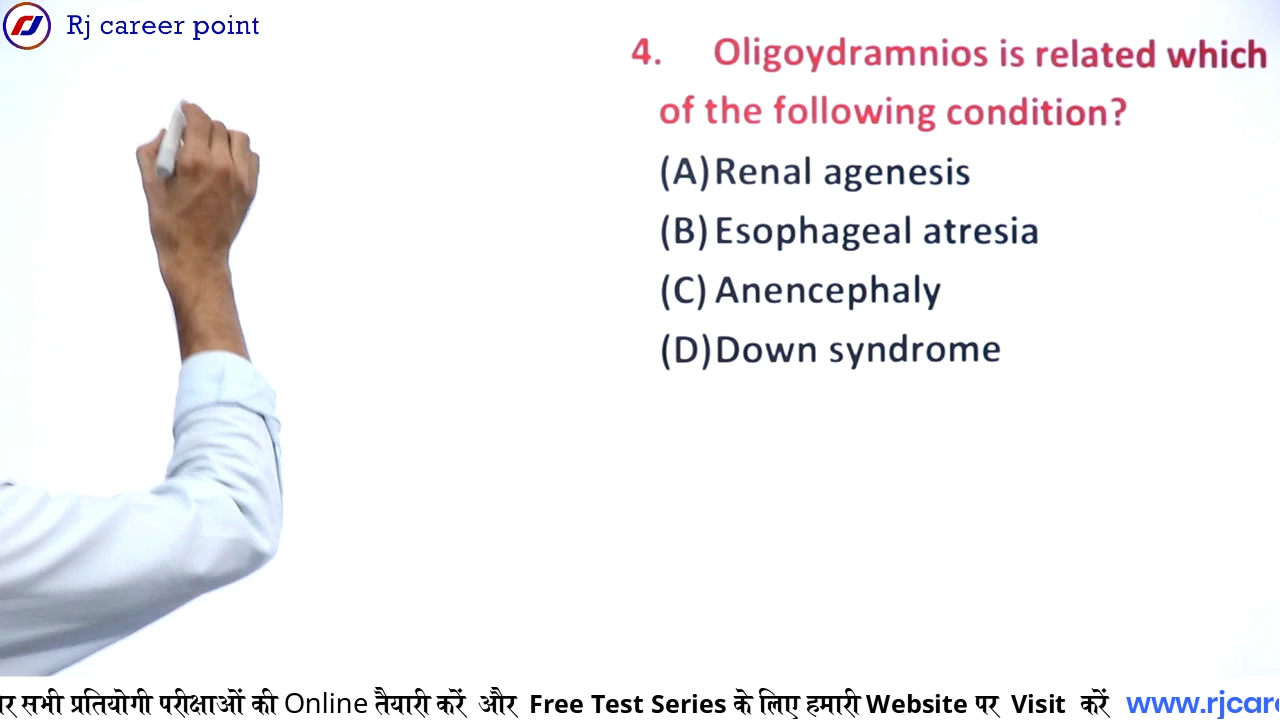 Rj career point
4. Oligoydramnios is related which
of the following condition?
(A) Renal agenesis
(B) Esophageal atresia
(C) Anencephaly
(D) Down syndrome
सभी प्रतियोगी परीक्षाओं की Online तैयारी करें और Free Test Series के लिए हमारी Website पर Visit करें www.rjcare